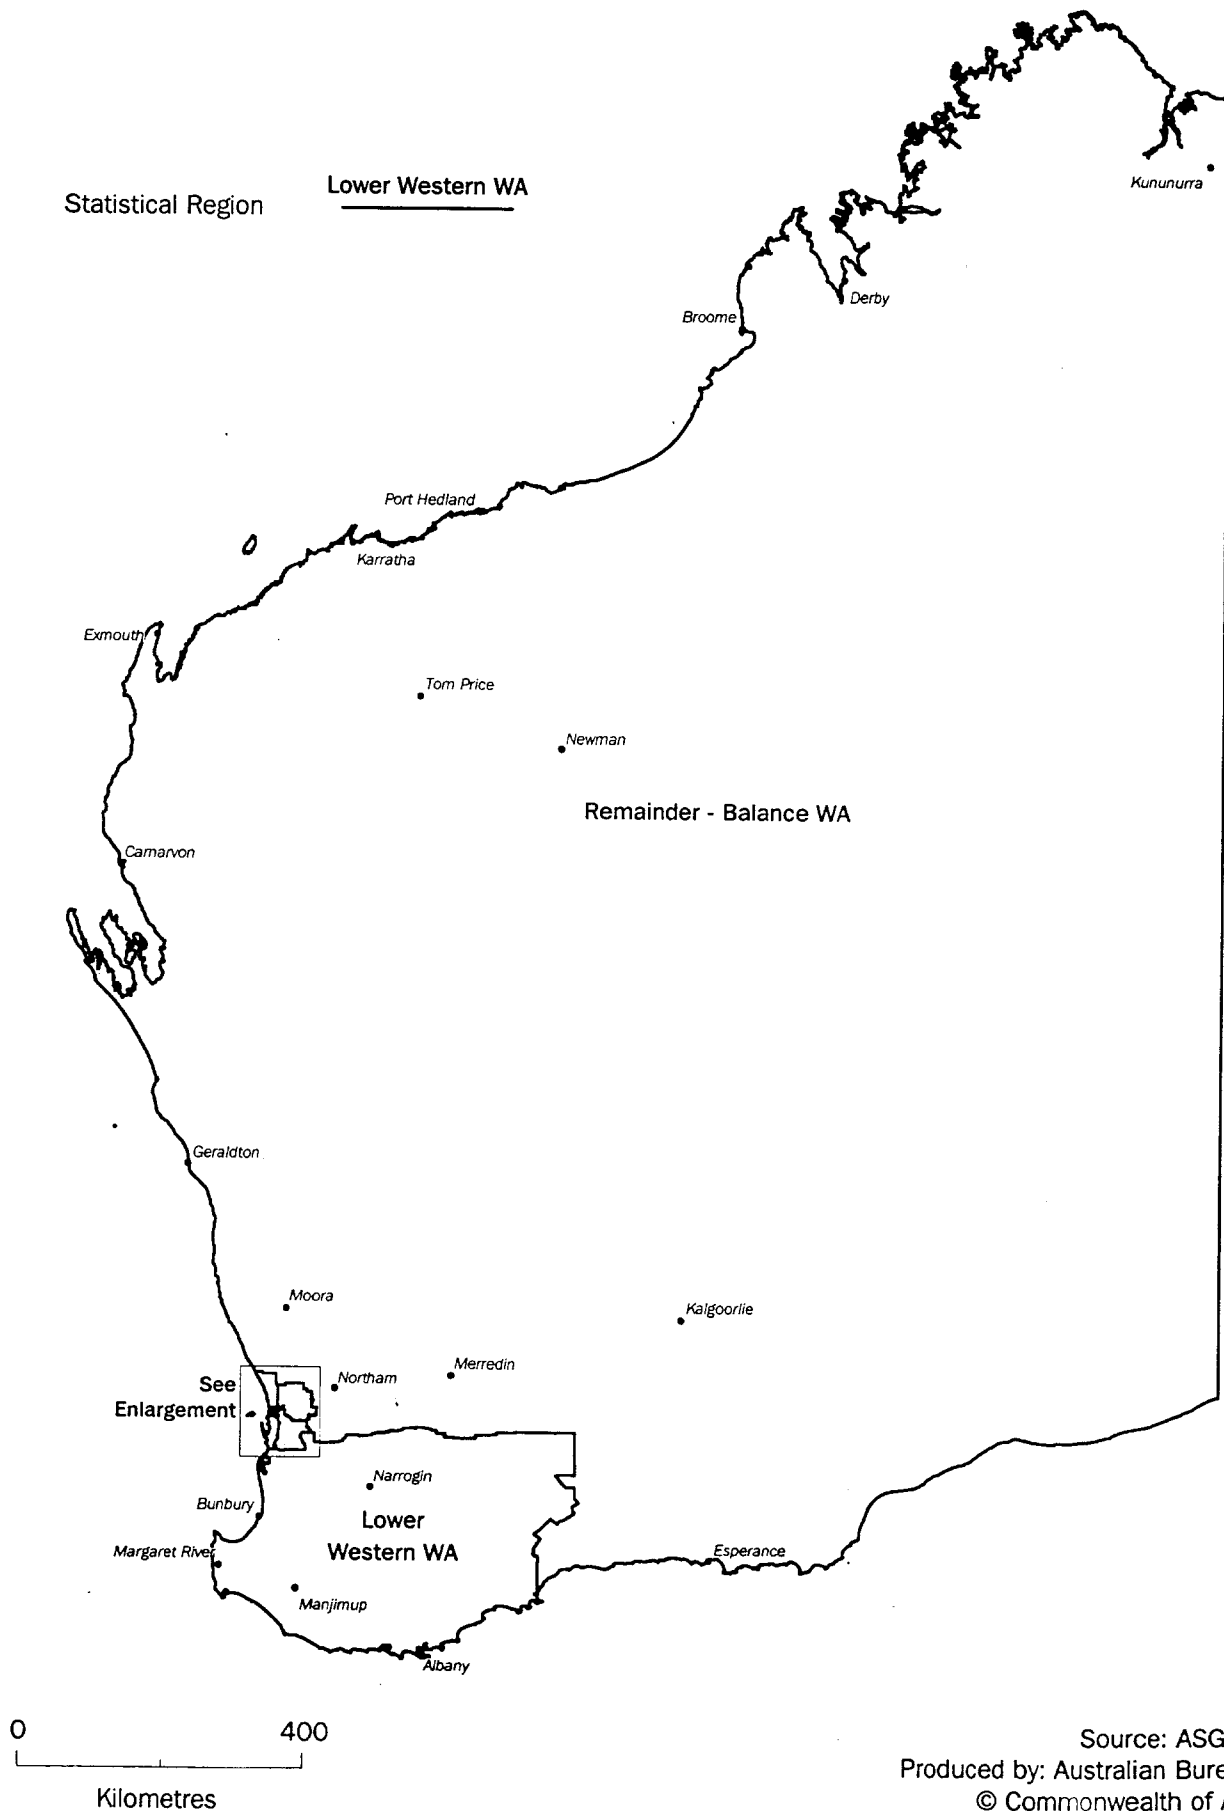 Lower Western WA
Statistical Region
Kununurra
Derby
Broome
Port Hedland
Karratha
Exmouth
Tom Price
Newman
Remainder - Balance WA
Carnarvon
Geraldton
Moora
Kalgoorlie
Merredin
Northam
See
Enlargement
Narrogin
Bunbury
Lower
Western WA
Margaret River
Esperance
Manjimup
Albany
0 400
Kilometres
Source: ASG
Produced by: Australian Bure
© Commonwealth of A